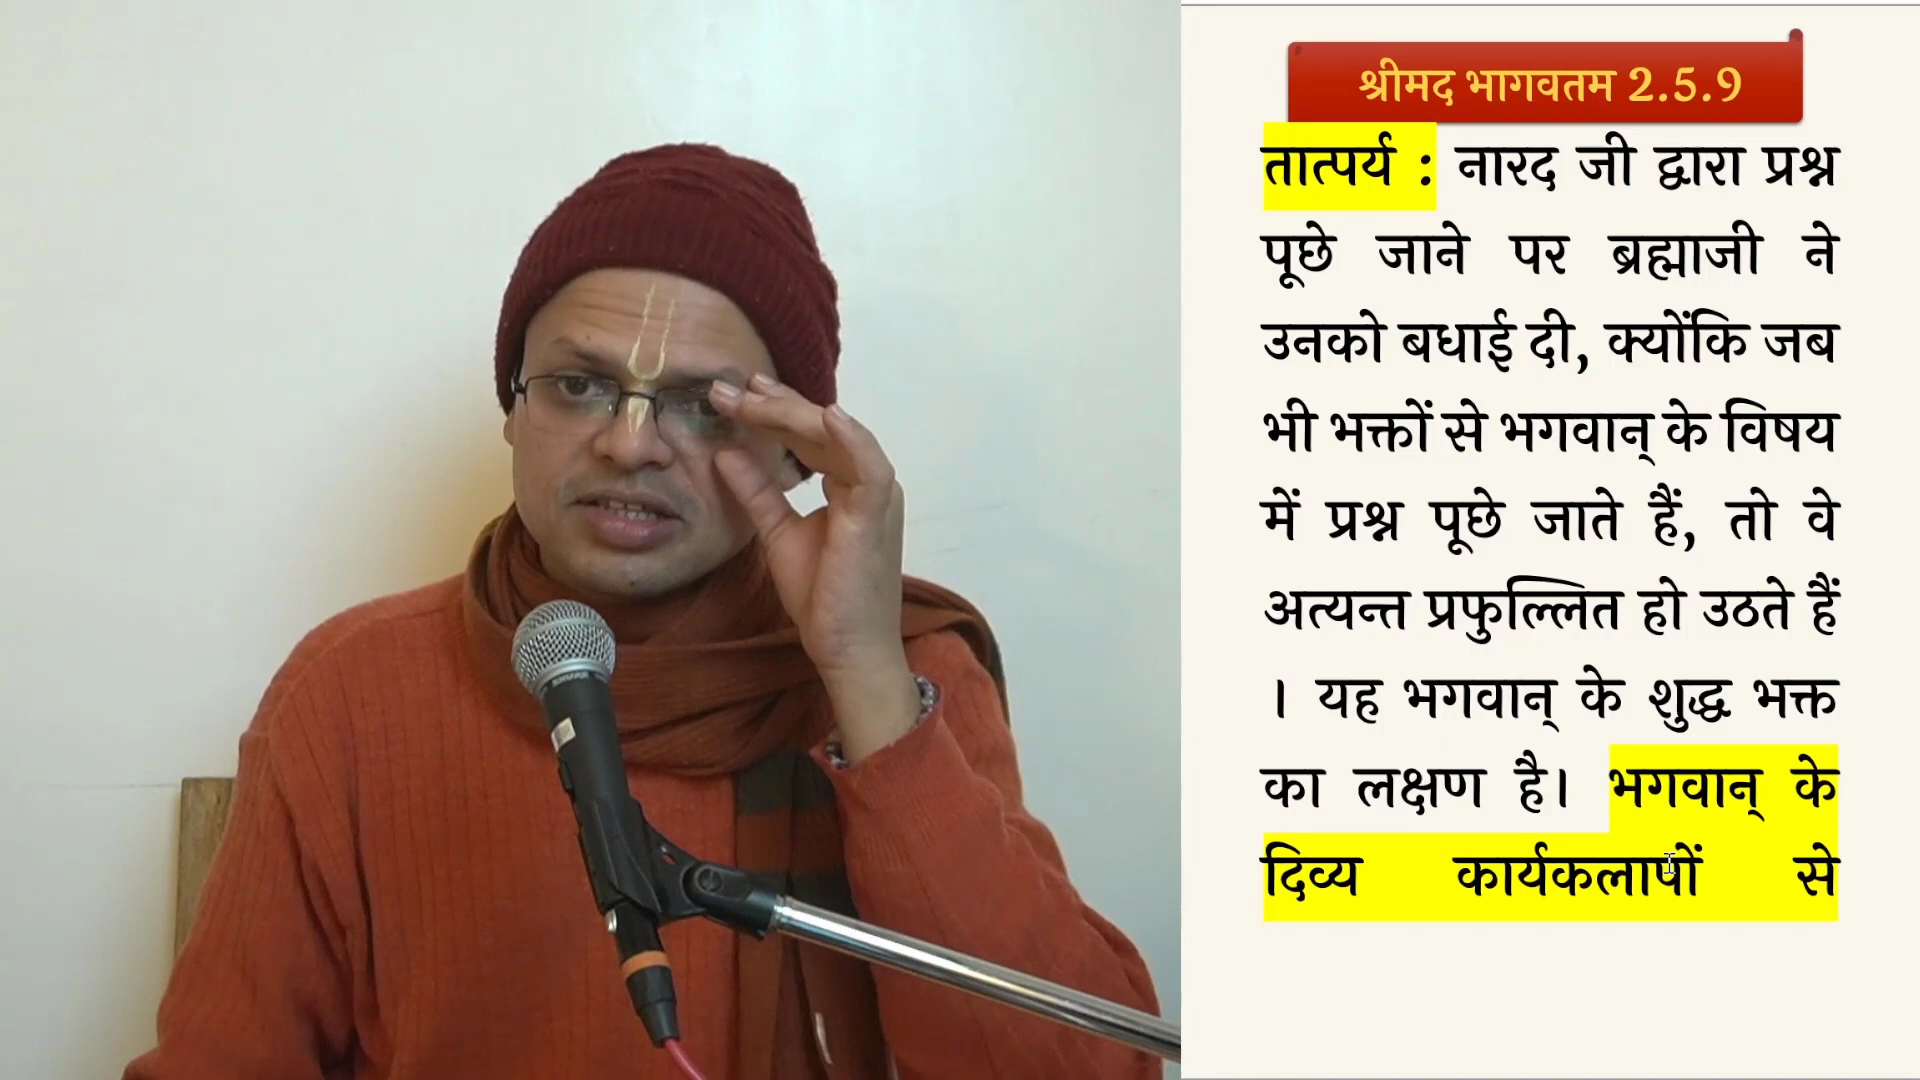 श्रीमद भागवतम 2.5.9
तात्पर्य : नारद जी द्वारा प्रश्न
पूछे जाने पर ब्रह्माजी ने
उनको बधाई दी, क्योंकि जब
भी भक्तों से भगवान् के विषय
में प्रश्न पूछे जाते हैं, तो वे
अत्यन्त प्रफुल्लित हो उठते हैं
। यह भगवान् के शुद्ध भक्त
का लक्षण है। भगवान् के
दिव्य कार्यकलापों से
SHURE